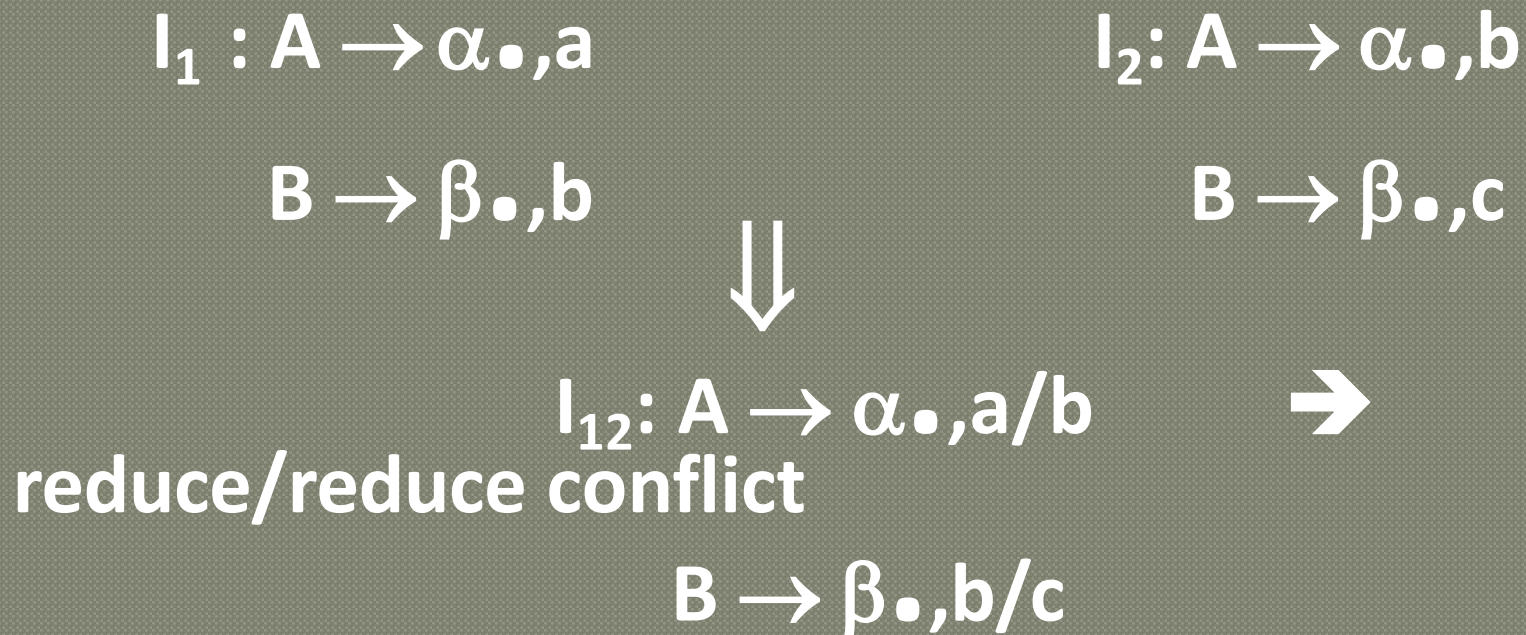 I₁ : A → α●,a I₂: A → α●,b
B → β●,b B → β●,c
⇓
I₁₂: A → α●,a/b ➔
reduce/reduce conflict
B → β●,b/c